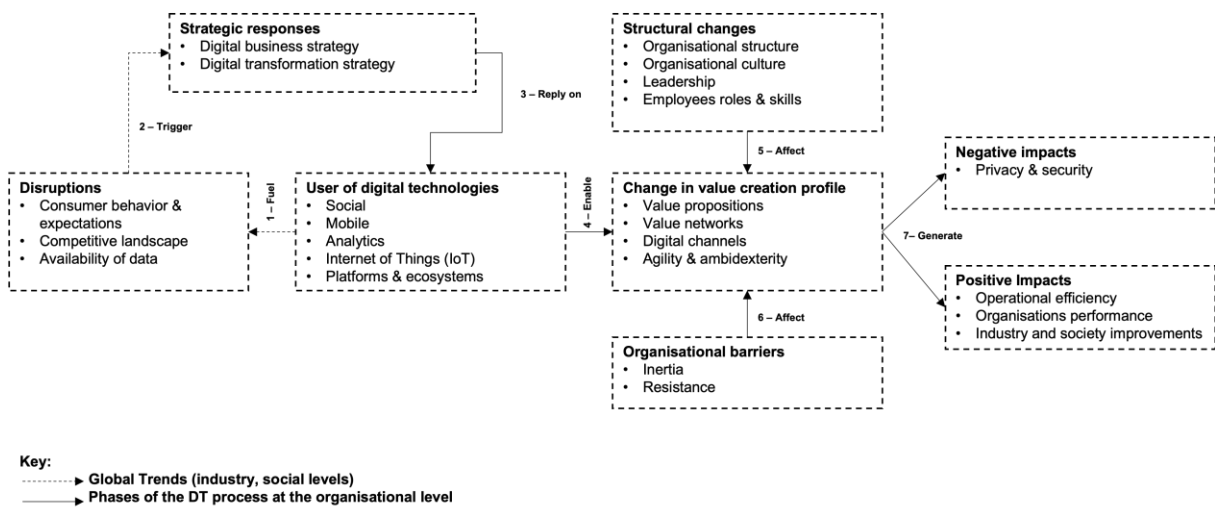 Strategic responses
• Digital business strategy
• Digital transformation strategy
Structural changes
• Organisational structure
• Organisational culture
• Leadership
• Employees roles & skills
2 – Trigger
3 – Reply on
5 – Affect
Disruptions
• Consumer behavior &
expectations
• Competitive landscape
• Availability of data
1 – Fuel
User of digital technologies
• Social
• Mobile
• Analytics
• Internet of Things (IoT)
• Platforms & ecosystems
4 – Enable
Change in value creation profile
• Value propositions
• Value networks
• Digital channels
• Agility & ambidexterity
7– Generate
Negative impacts
• Privacy & security
Positive Impacts
• Operational efficiency
• Organisations performance
• Industry and society improvements
6 – Affect
Organisational barriers
• Inertia
• Resistance
Key:
Global Trends (industry, social levels)
Phases of the DT process at the organisational level